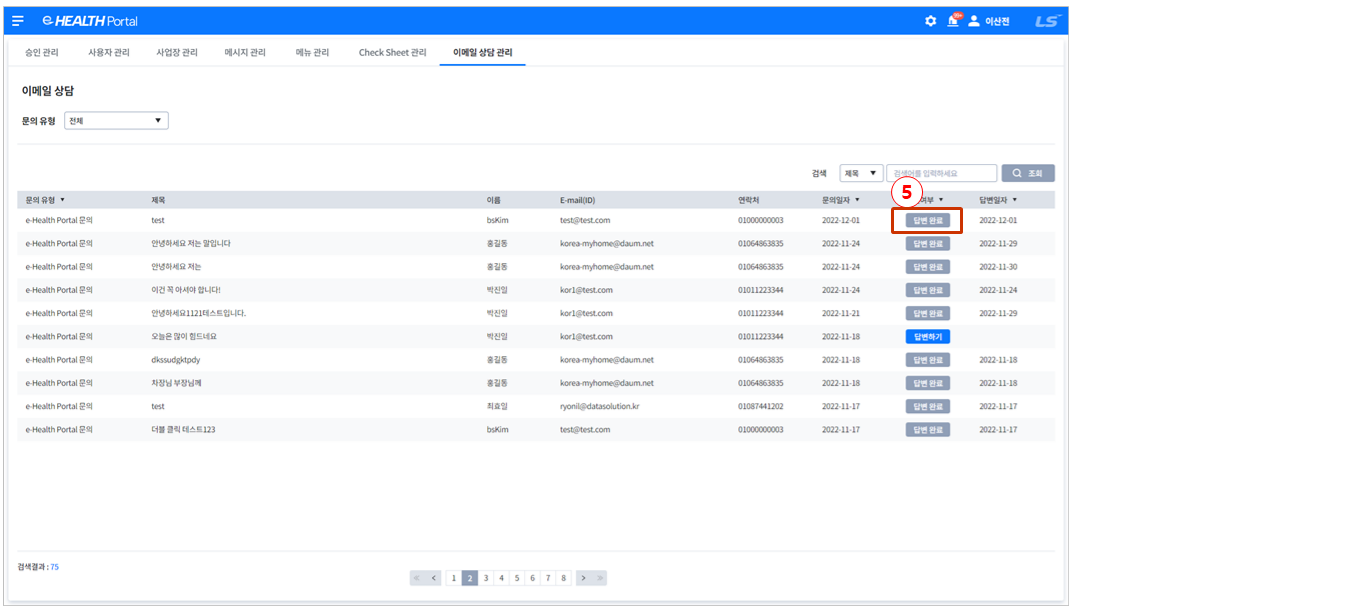 e-HEALTH Portal 99+ 이산전 LS
승인 관리 사용자 관리 사업장 관리 메시지 관리 메뉴 관리 Check Sheet 관리 이메일 상담 관리
이메일 상담
문의 유형 전체 ▼
검색 제목 ▼ 검색어를 입력하세요 조회
5
문의 유형 ▼ 제목 이름 E-mail(ID) 연락처 문의일자 ▼ 여부 ▼ 답변일자 ▼
e-Health Portal 문의 test bsKim test@test.com 01000000003 2022-12-01 답변 완료 2022-12-01
e-Health Portal 문의 안녕하세요 저는 말입니다 홍길동 korea-myhome@daum.net 01064863835 2022-11-24 답변 완료 2022-11-29
e-Health Portal 문의 안녕하세요 저는 홍길동 korea-myhome@daum.net 01064863835 2022-11-24 답변 완료 2022-11-30
e-Health Portal 문의 이건 꼭 아셔야 합니다! 박진일 kor1@test.com 01011223344 2022-11-24 답변 완료 2022-11-24
e-Health Portal 문의 안녕하세요1121테스트입니다. 박진일 kor1@test.com 01011223344 2022-11-21 답변 완료 2022-11-29
e-Health Portal 문의 오늘은 많이 힘드네요 박진일 kor1@test.com 01011223344 2022-11-18 답변하기
e-Health Portal 문의 dkssudgktpdy 홍길동 korea-myhome@daum.net 01064863835 2022-11-18 답변 완료 2022-11-18
e-Health Portal 문의 차장님 부장님께 홍길동 korea-myhome@daum.net 01064863835 2022-11-18 답변 완료 2022-11-18
e-Health Portal 문의 test 최효일 ryonil@datasolution.kr 01087441202 2022-11-17 답변 완료 2022-11-17
e-Health Portal 문의 더블 클릭 테스트123 bsKim test@test.com 01000000003 2022-11-17 답변 완료 2022-11-17
검색결과 : 75
« < 1 2 3 4 5 6 7 8 > »